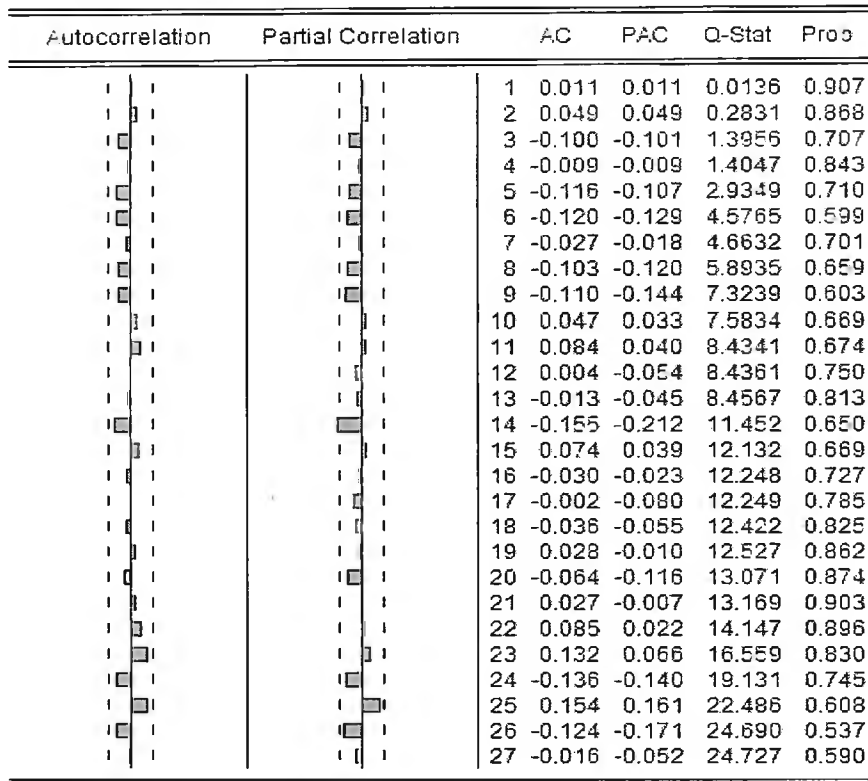 Autocorrelation Partial Correlation AC PAC Q-Stat Prob
1 0.011 0.011 0.0136 0.907
2 0.049 0.049 0.2831 0.868
3 -0.100 -0.101 1.3956 0.707
4 -0.009 -0.009 1.4047 0.843
5 -0.116 -0.107 2.9349 0.710
6 -0.120 -0.129 4.5765 0.599
7 -0.027 -0.018 4.6632 0.701
8 -0.103 -0.120 5.8935 0.659
9 -0.110 -0.144 7.3239 0.603
10 0.047 0.033 7.5834 0.669
11 0.084 0.040 8.4341 0.674
12 0.004 -0.054 8.4361 0.750
13 -0.013 -0.045 8.4567 0.813
14 -0.155 -0.212 11.452 0.650
15 0.074 0.039 12.132 0.669
16 -0.030 -0.023 12.248 0.727
17 -0.002 -0.080 12.249 0.785
18 -0.036 -0.055 12.422 0.825
19 0.028 -0.010 12.527 0.862
20 -0.064 -0.116 13.071 0.874
21 0.027 -0.007 13.169 0.903
22 0.085 0.022 14.147 0.896
23 0.132 0.066 16.559 0.830
24 -0.136 -0.140 19.131 0.745
25 0.154 0.161 22.486 0.608
26 -0.124 -0.171 24.690 0.537
27 -0.016 -0.052 24.727 0.590